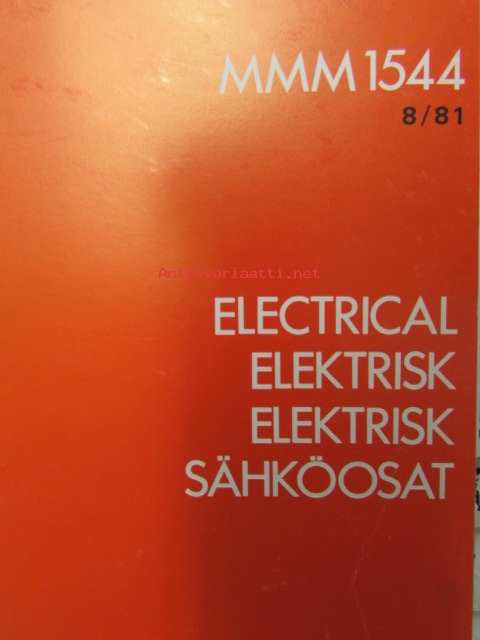 MMM 1544
8/81
Antikvariaatti.net
ELECTRICAL
ELEKTRISK
ELEKTRISK
SÄHKÖOSAT